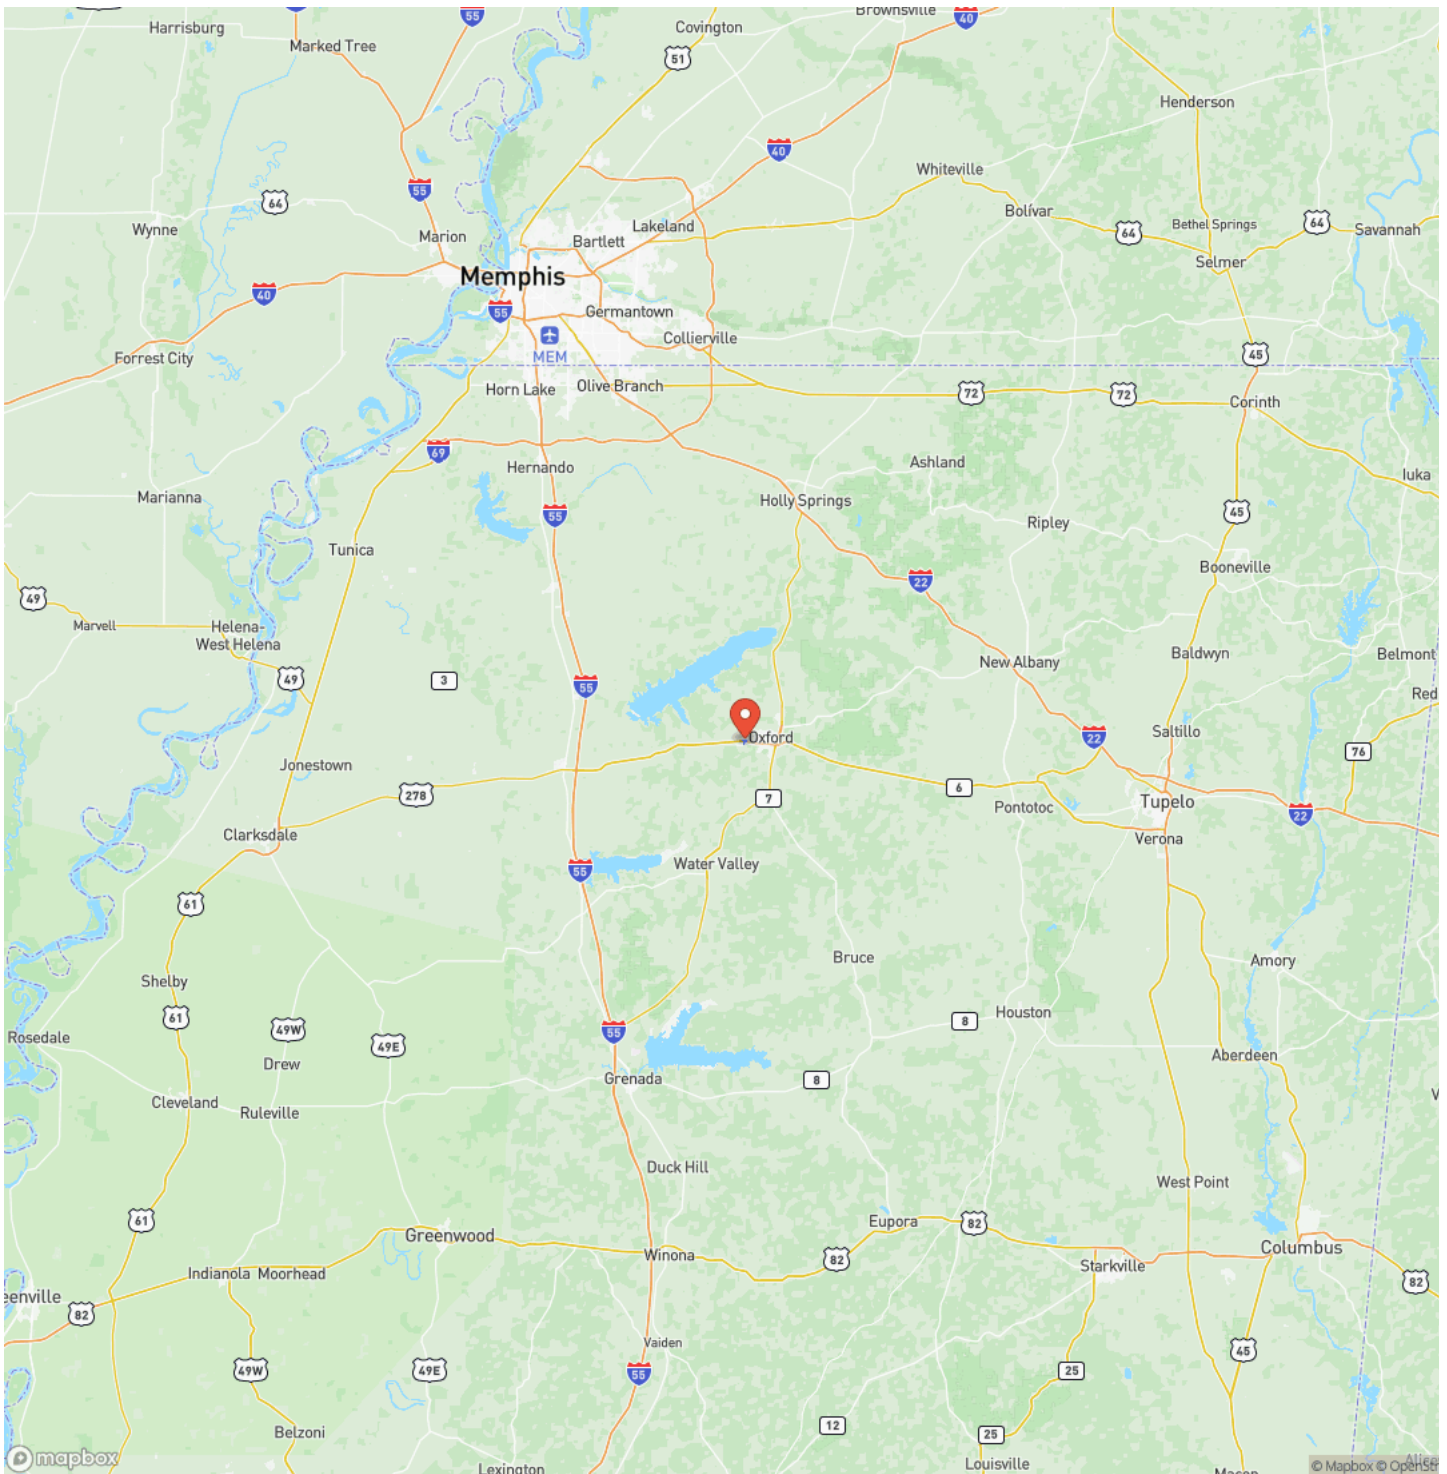 Harrisburg
55
Brownsville
40
Covington
Marked Tree
51
Henderson
40
Whiteville
55
64
Bolívar
Bethel Springs
64
Savannah
Wynne
Marion
Bartlett
Lakeland
64
Selmer
Memphis
40
55
Germantown
MEM
Collierville
Forrest City
45
Horn Lake
Olive Branch
72
72
Corinth
69
Hernando
Ashland
Iuka
Marianna
Holly Springs
55
Ripley
45
Tunica
Booneville
22
49
Marvell
Helena-
West Helena
49
3
55
New Albany
Baldwyn
Belmont
Red
Oxford
22
Saltillo
76
Jonestown
278
7
6
Pontotoc
Tupelo
22
Clarksdale
Verona
55
Water Valley
61
Bruce
Amory
Shelby
61
49W
55
8
Houston
Rosedale
49E
Drew
Aberdeen
Grenada
8
Cleveland
Ruleville
Duck Hill
West Point
61
Eupora
82
Greenwood
Winona
82
Columbus
Indianola
Moorhead
Starkville
82
eenville
82
Vaiden
45
49W
49E
55
25
Belzoni
12
25
mapbox
Lexington
Louisville
Macon
© Mapbox © OpenStr